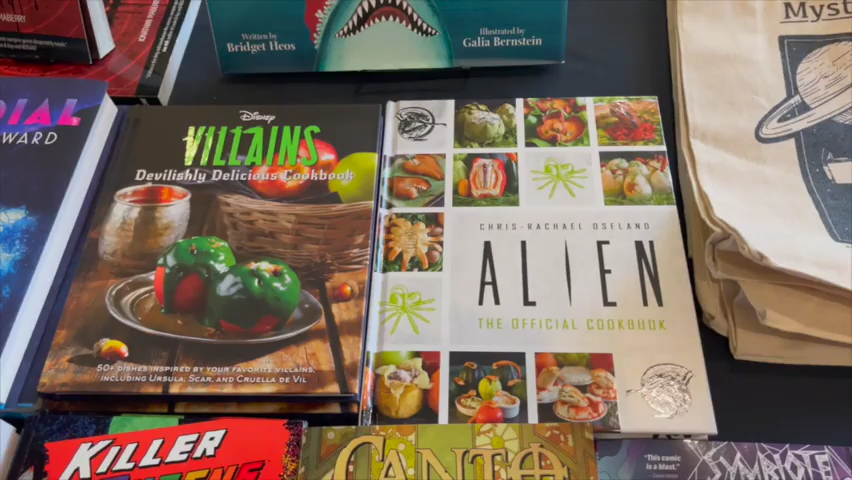 Written by
Bridget Heos
Illustrated by
Galia Bernstein
Myst
DIAL
WARD
Disney
VILLAINS
Devilishly Delicious Cookbook
50+ DISHES INSPIRED BY YOUR FAVORITE VILLAINS,
INCLUDING URSULA, SCAR, AND CRUELLA DE VIL
CHRIS-RACHAEL OSELAND
ALIEN
THE OFFICIAL COOKBOOK
KILLER
CANTO
"This comic
is a blast."
SYMBIOTE